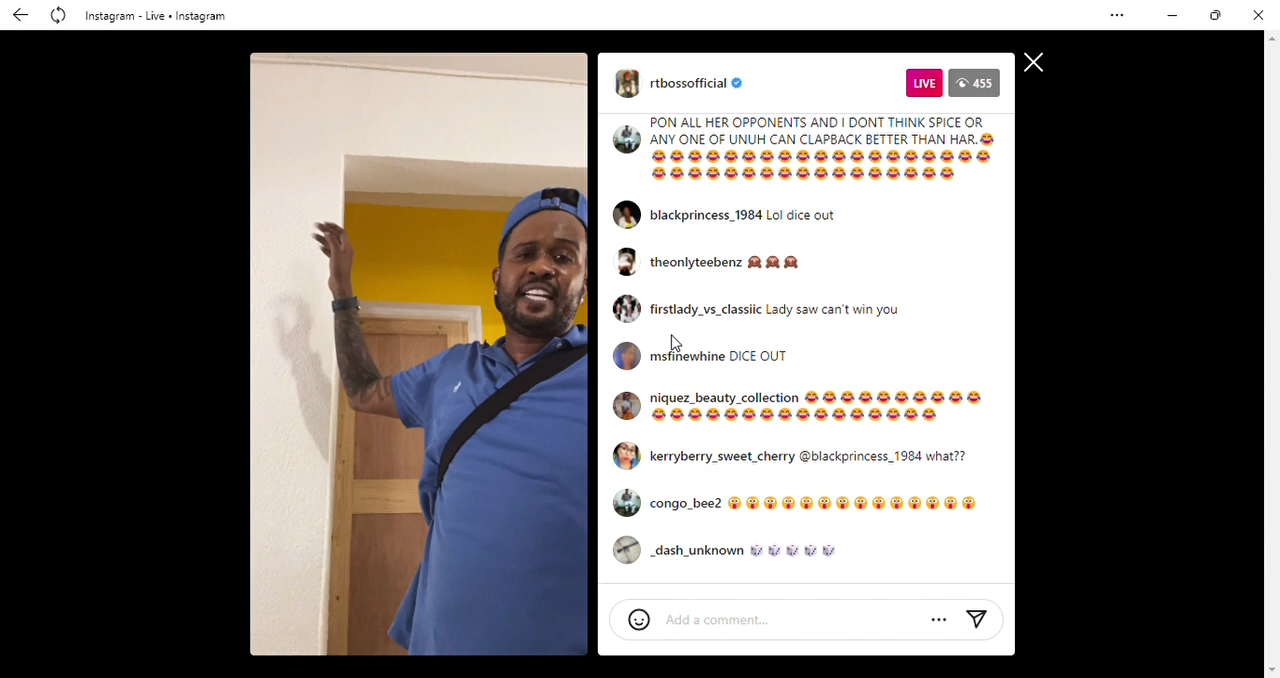 Instagram - Live • Instagram
rtbossofficial
LIVE
455
PON ALL HER OPPONENTS AND I DONT THINK SPICE OR
ANY ONE OF UNUH CAN CLAPBACK BETTER THAN HAR.😂
😂😂😂😂😂😂😂😂😂😂😂😂😂😂😂😂😂😂😂
😂😂😂😂😂😂😂😂😂😂😂😂😂😂😂😂😂
blackprincess_1984 Lol dice out
theonlyteebenz 🙈🙈🙈
firstlady_vs_classiic Lady saw can't win you
msfinewhine DICE OUT
niquez_beauty_collection 😂😂😂😂😂😂😂😂😂😂
😂😂😂😂😂😂😂😂😂😂😂😂😂😂😂😂
kerryberry_sweet_cherry @blackprincess_1984 what??
congo_bee2 😲😲😲😲😲😲😲😲😲😲😲😲😲😲
_dash_unknown 🎲🎲🎲🎲🎲
Add a comment...